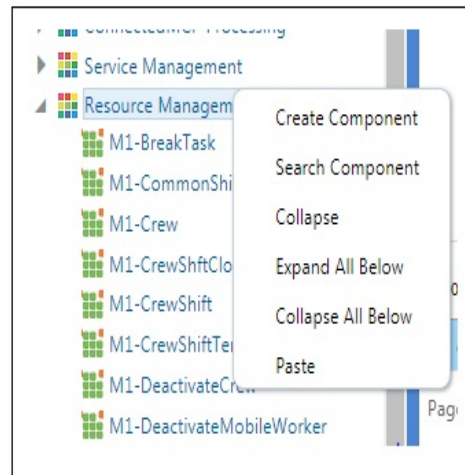 Service Management
Resource Managem
M1-BreakTask
M1-CommonShi
M1-Crew
M1-CrewShftClo
M1-CrewShift
M1-CrewShiftTe
M1-DeactivateCrew
M1-DeactivateMobileWorker
Create Component
Search Component
Collapse
Expand All Below
Collapse All Below
Paste
Pag